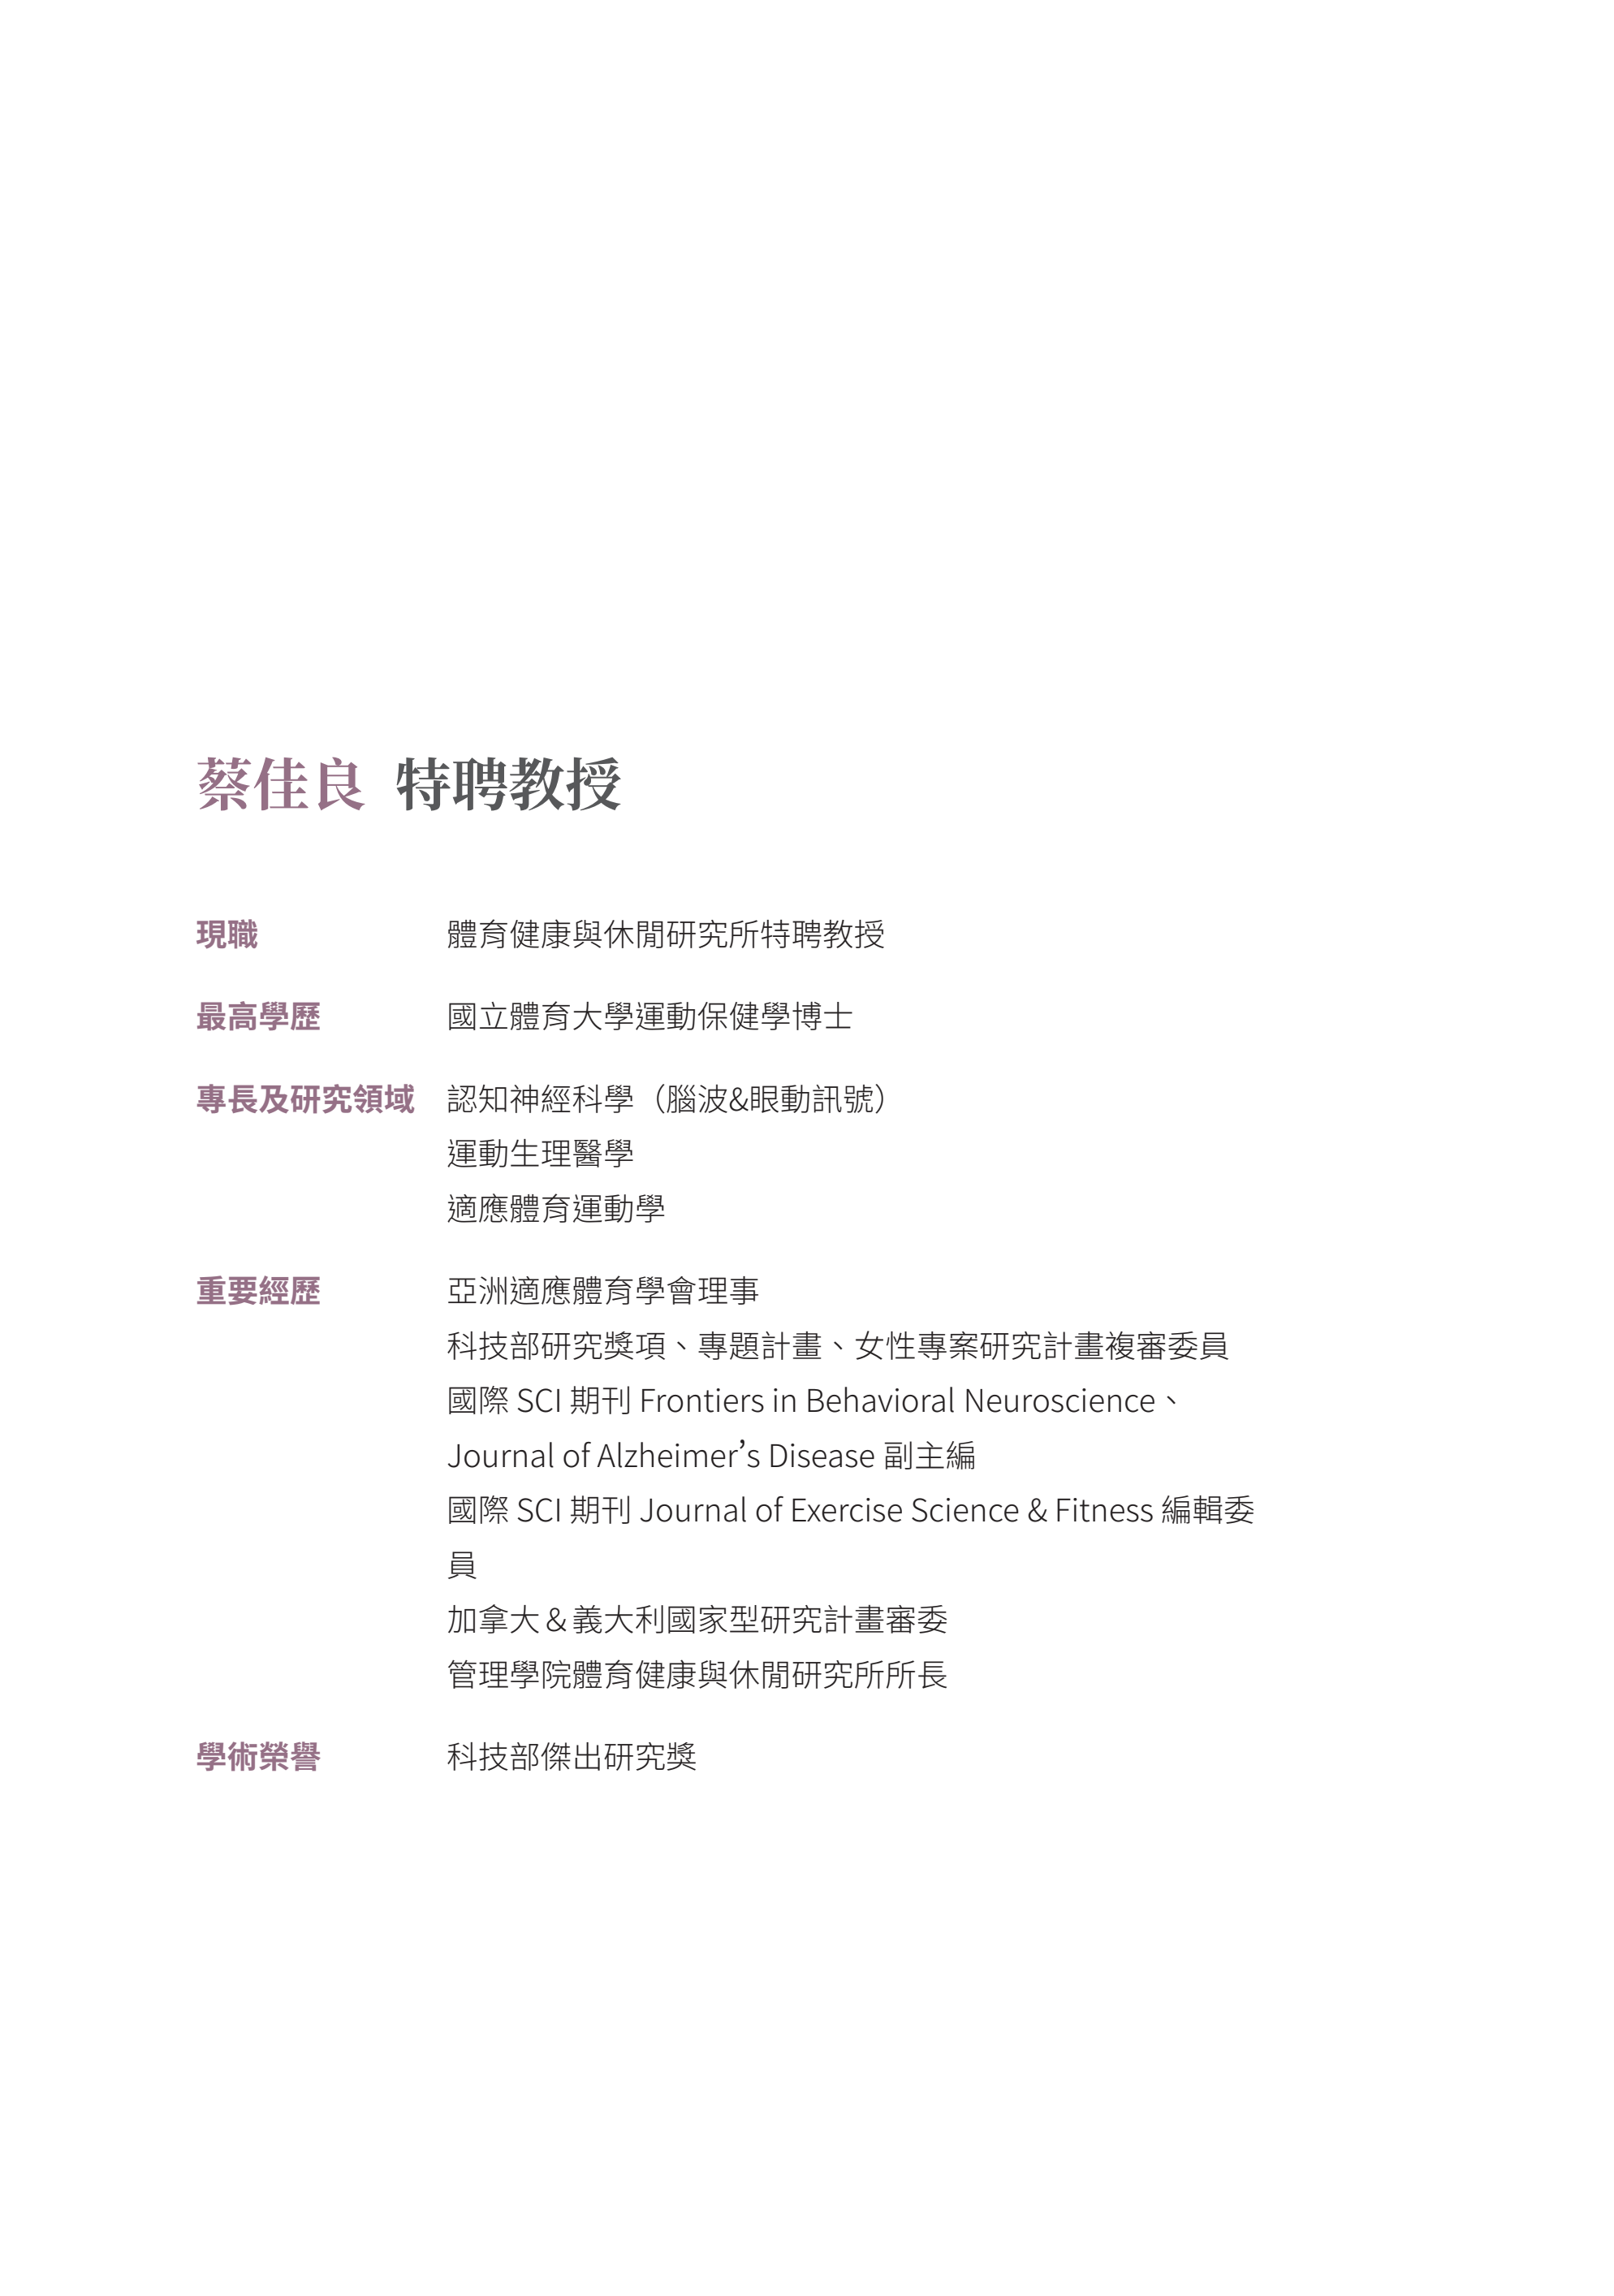 蔡佳良 特聘教授
現職 體育健康與休閒研究所特聘教授
最高學歷 國立體育大學運動保健學博士
專長及研究領域 認知神經科學（腦波&眼動訊號）
運動生理醫學
適應體育運動學
重要經歷 亞洲適應體育學會理事
科技部研究獎項、專題計畫、女性專案研究計畫複審委員
國際 SCI 期刊 Frontiers in Behavioral Neuroscience、
Journal of Alzheimer’s Disease 副主編
國際 SCI 期刊 Journal of Exercise Science & Fitness 編輯委
員
加拿大＆義大利國家型研究計畫審委
管理學院體育健康與休閒研究所所長
學術榮譽 科技部傑出研究獎